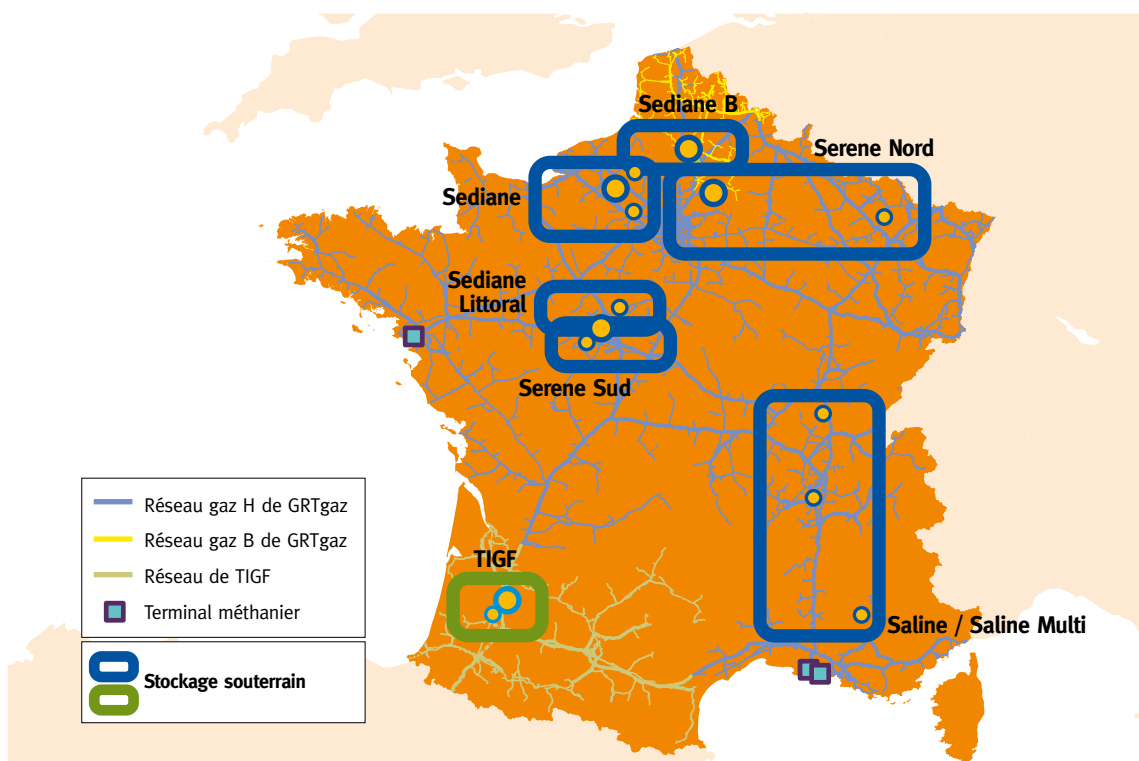 Sediane B
Serene Nord
Sediane
Sediane
Littoral
Serene Sud
Réseau gaz H de GRTgaz
Réseau gaz B de GRTgaz
Réseau de TIGF
Terminal méthanier
TIGF
Saline / Saline Multi
Stockage souterrain